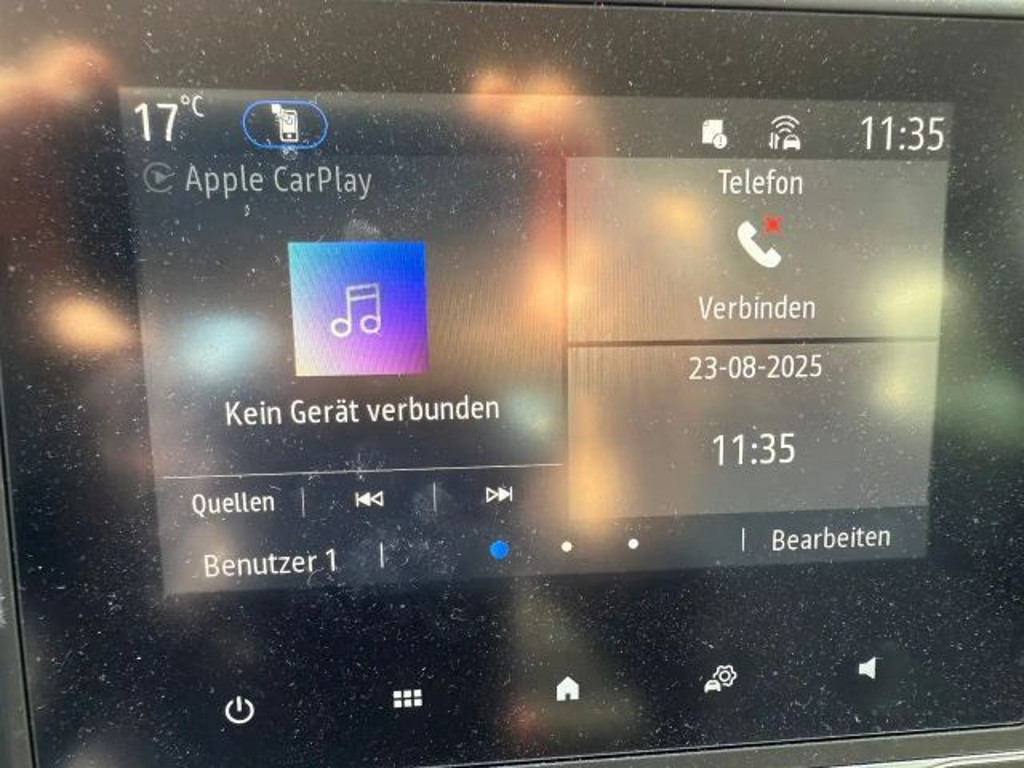 17°C
11:35
Apple CarPlay
Kein Gerät verbunden
Quellen
Telefon
Verbinden
23-08-2025
11:35
Benutzer 1
Bearbeiten